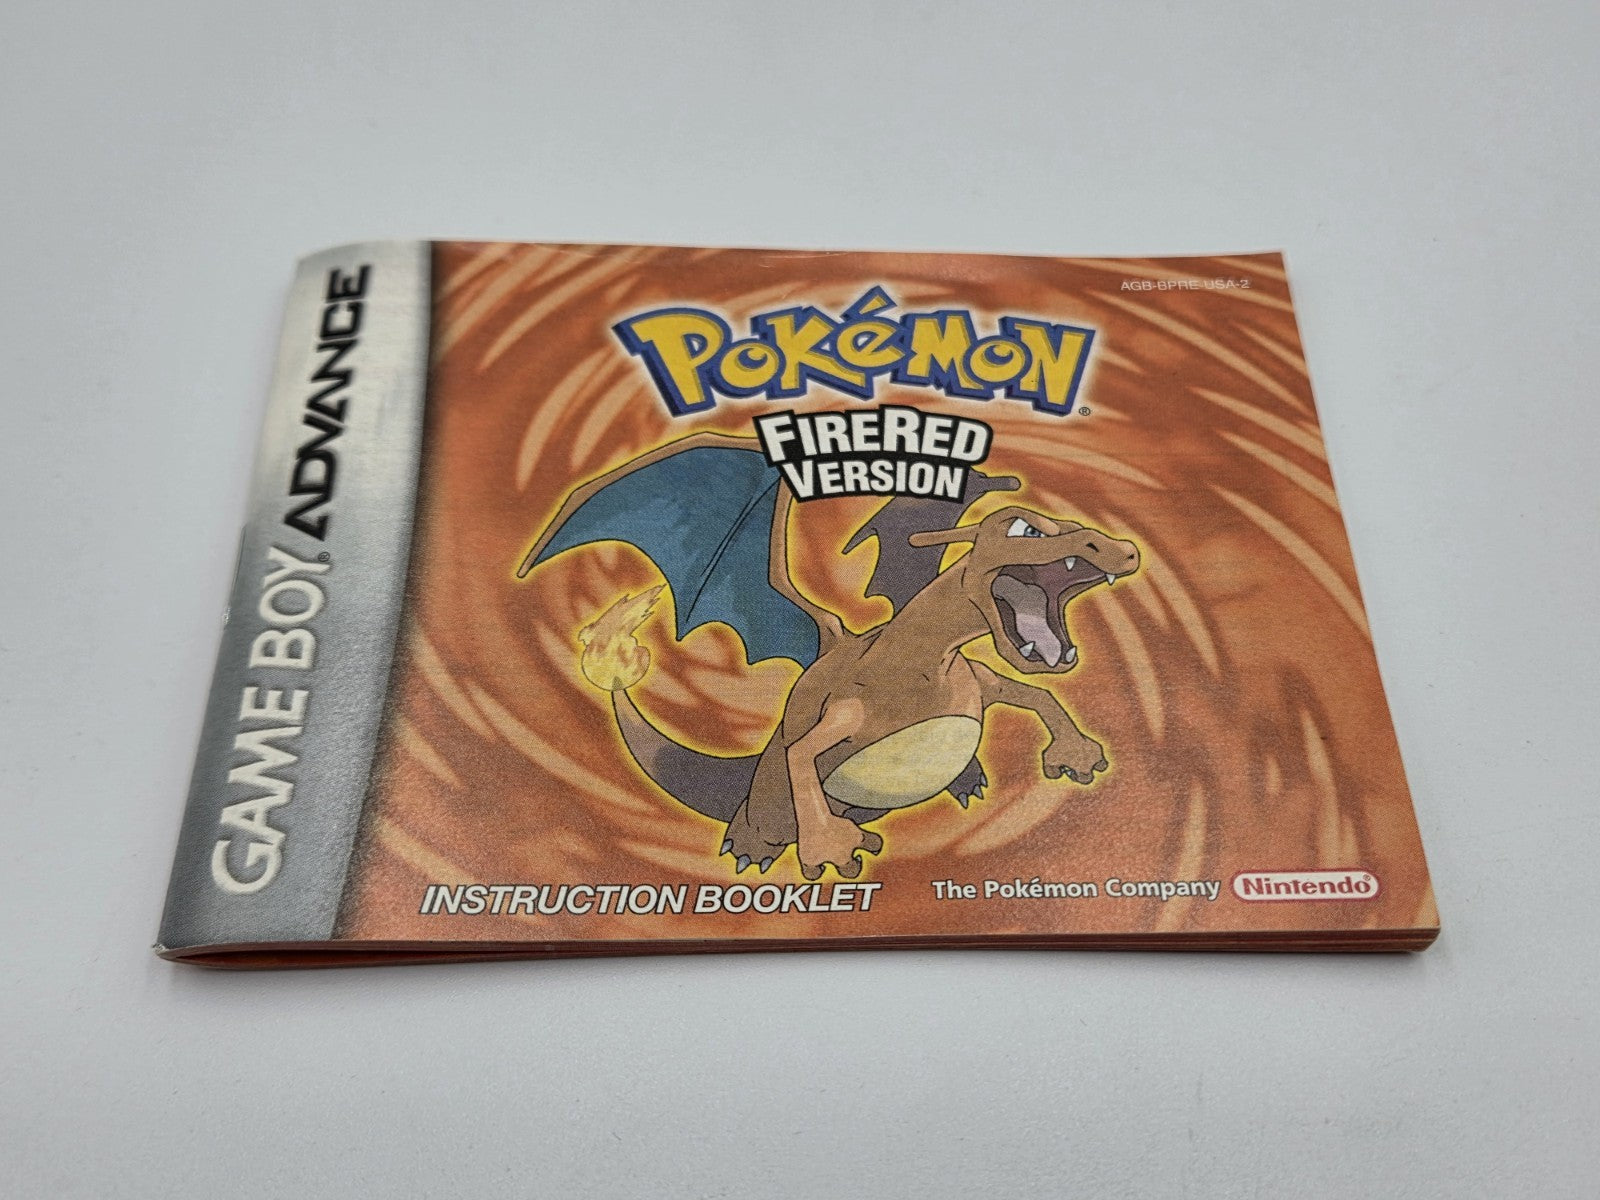 GAME BOY® ADVANCE
AGB-BPRE-USA-2
POKéMON®
FIRERED
VERSION
INSTRUCTION BOOKLET
The Pokémon Company
Nintendo®